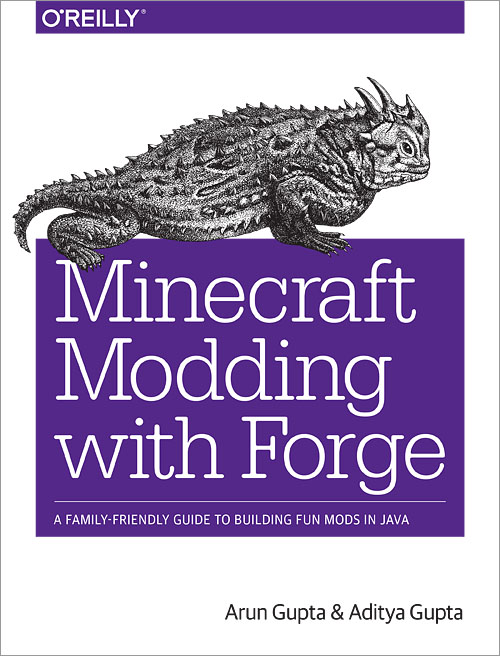 O'REILLY®
Minecraft
Modding
with Forge
A FAMILY-FRIENDLY GUIDE TO BUILDING FUN MODS IN JAVA
Arun Gupta & Aditya Gupta